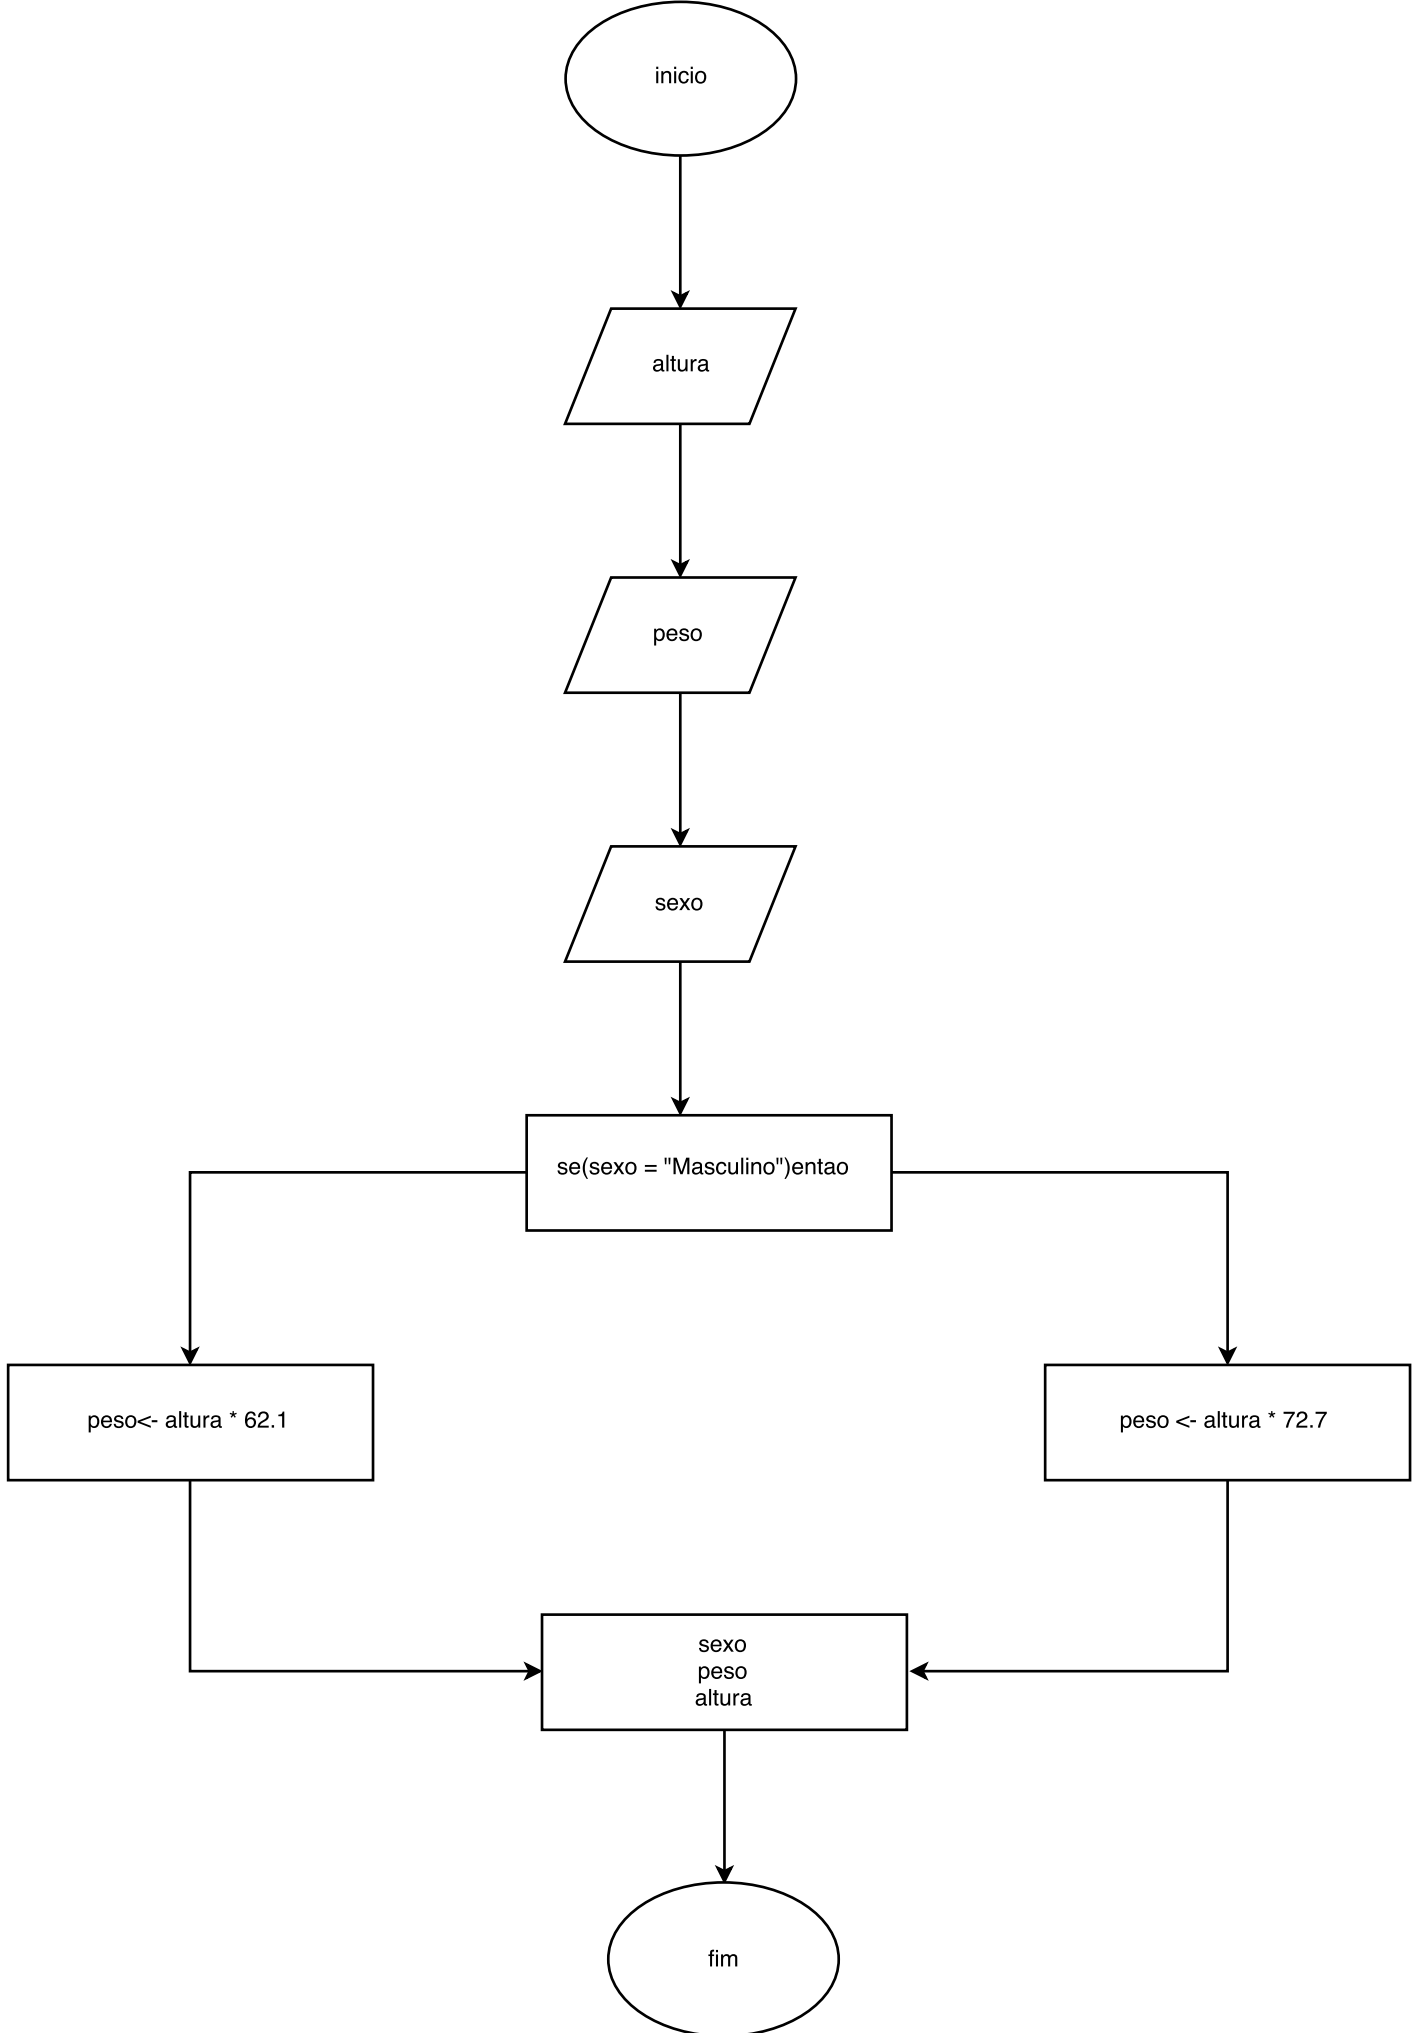 inicio
altura
peso
sexo
se(sexo = "Masculino")entao
peso<- altura * 62.1
peso <- altura * 72.7
sexo
peso
altura
fim